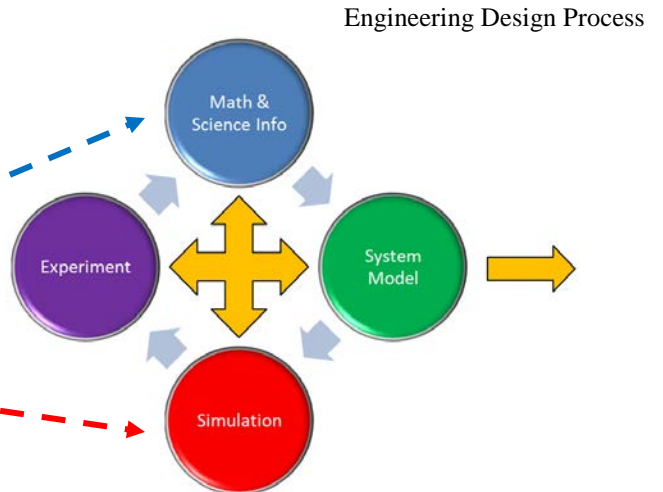 Engineering Design Process
Math &
Science Info
Experiment
System
Model
Simulation